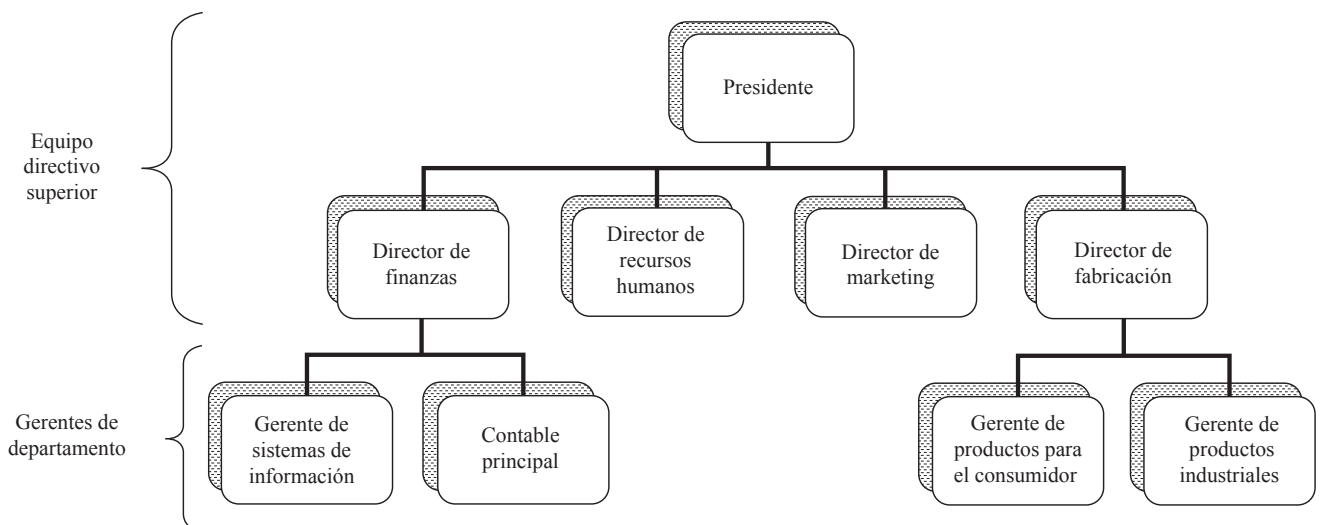 Presidente
Equipo
directivo
superior
Director de
finanzas
Director de
recursos
humanos
Director de
marketing
Director de
fabricación
Gerentes de
departamento
Gerente de
sistemas de
información
Contable
principal
Gerente de
productos para
el consumidor
Gerente de
productos
industriales